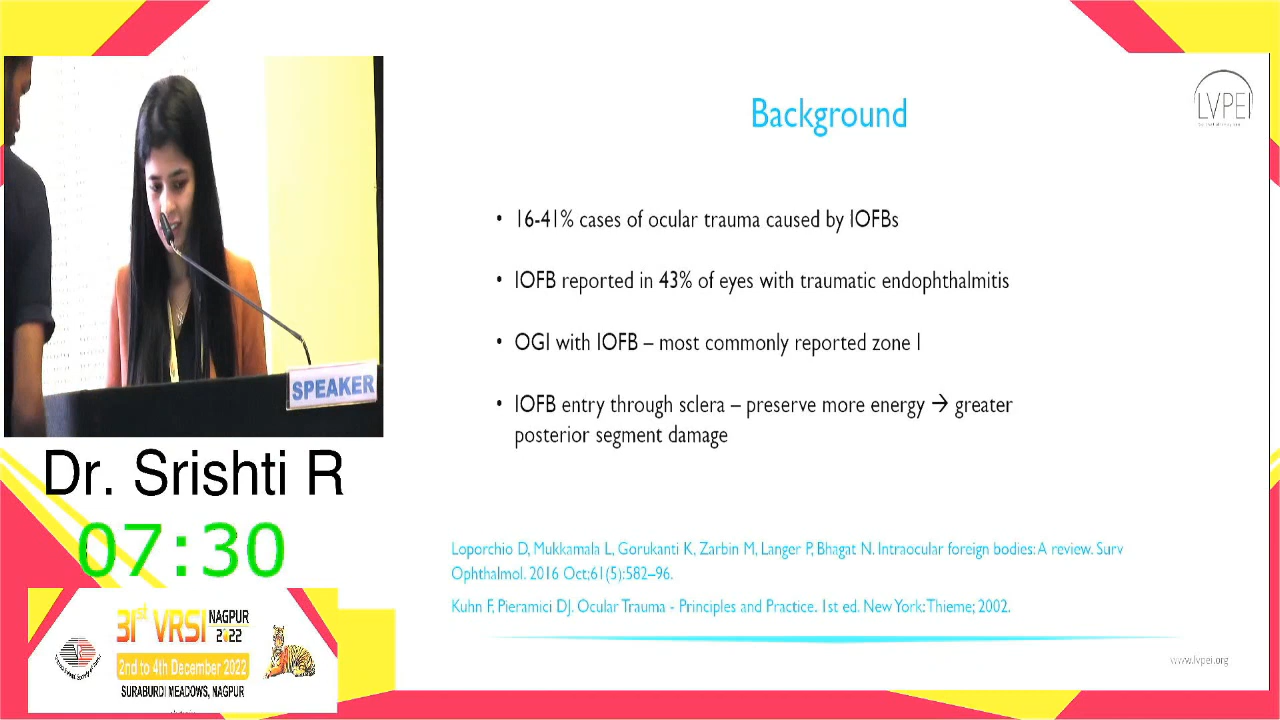 Background
LVPEI
• 16-41% cases of ocular trauma caused by IOFBs
• IOFB reported in 43% of eyes with traumatic endophthalmitis
• OGI with IOFB – most commonly reported zone I
• IOFB entry through sclera – preserve more energy → greater
posterior segment damage
Loporchio D, Mukkamala L, Gorukanti K, Zarbin M, Langer P, Bhagat N. Intraocular foreign bodies: A review. Surv
Ophthalmol. 2016 Oct;61(5):582–96.
Kuhn F, Pieramici DJ. Ocular Trauma - Principles and Practice. 1st ed. New York: Thieme; 2002.
www.lvpei.org
SPEAKER
Dr. Srishti R
07:30
31st VRSI NAGPUR
2022
2nd to 4th December 2022
SURABURDI MEADOWS, NAGPUR